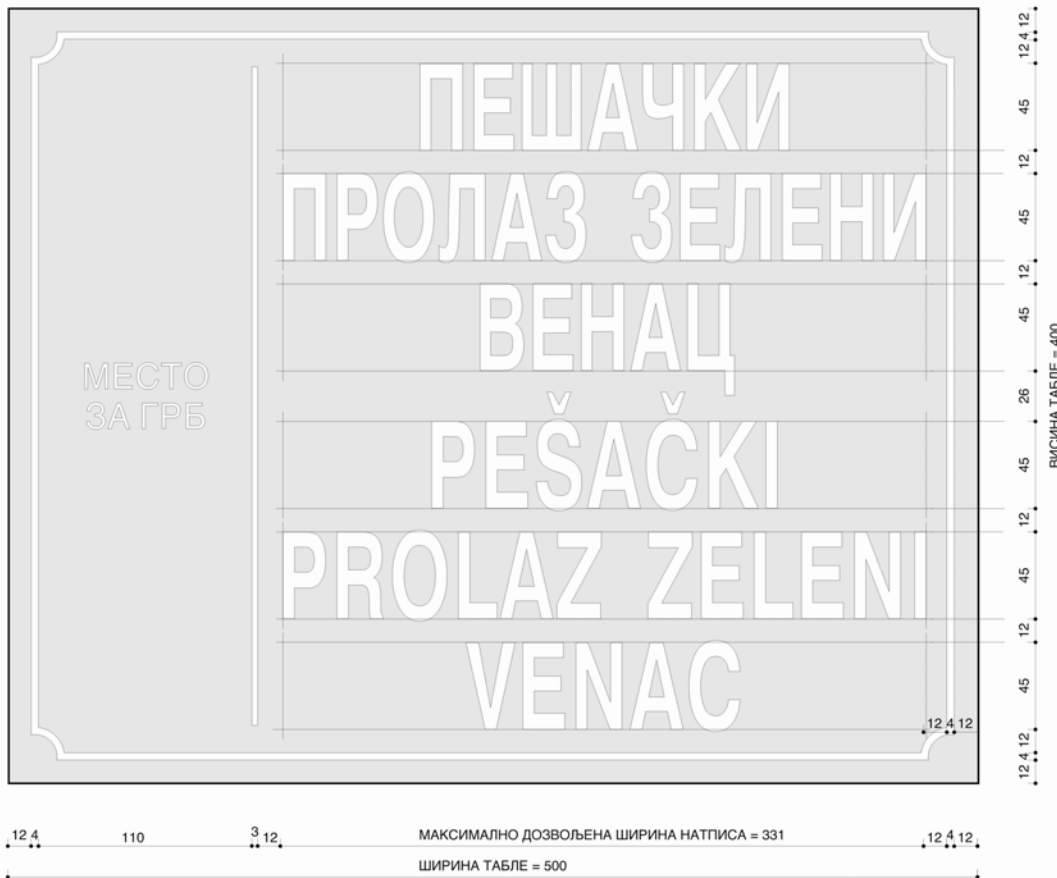 12 4 12
ПЕШАЧКИ
45
12
ПРОЛАЗ ЗЕЛЕНИ
45
12
ВЕНАЦ
45
МЕСТО
ЗА ГРБ
26
ВИСИНА ТАБЛЕ = 400
PEŠAČKI
45
12
PROLAZ ZELENI
45
12
VENAC
45
12 4 12
12 4 12
12 4 110 3 12 МАКСИМАЛНО ДОЗВОЉЕНА ШИРИНА НАТПИСА = 331 12 4 12
ШИРИНА ТАБЛЕ = 500